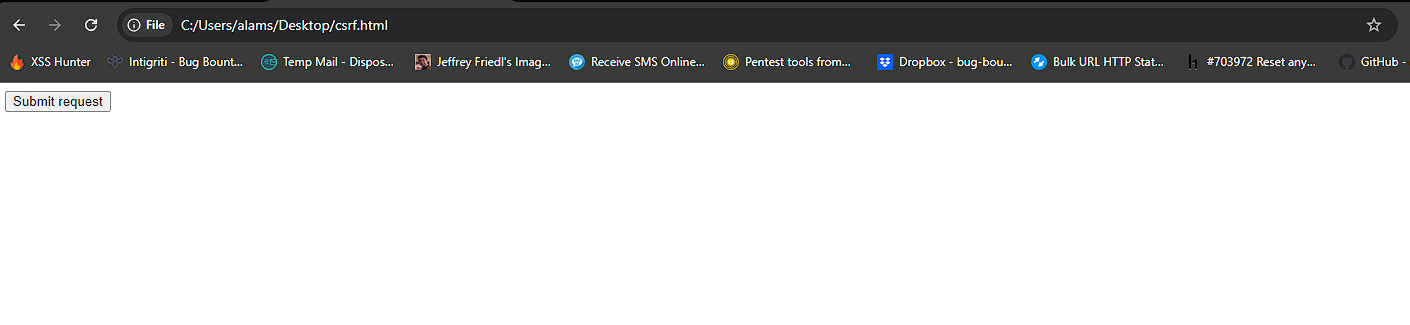 File C:/Users/alams/Desktop/csrf.html
XSS Hunter Intigriti - Bug Bount... Temp Mail - Dispos... Jeffrey Friedl's Imag... Receive SMS Online... Pentest tools from... Dropbox - bug-bou... Bulk URL HTTP Stat... #703972 Reset any... GitHub -
Submit request